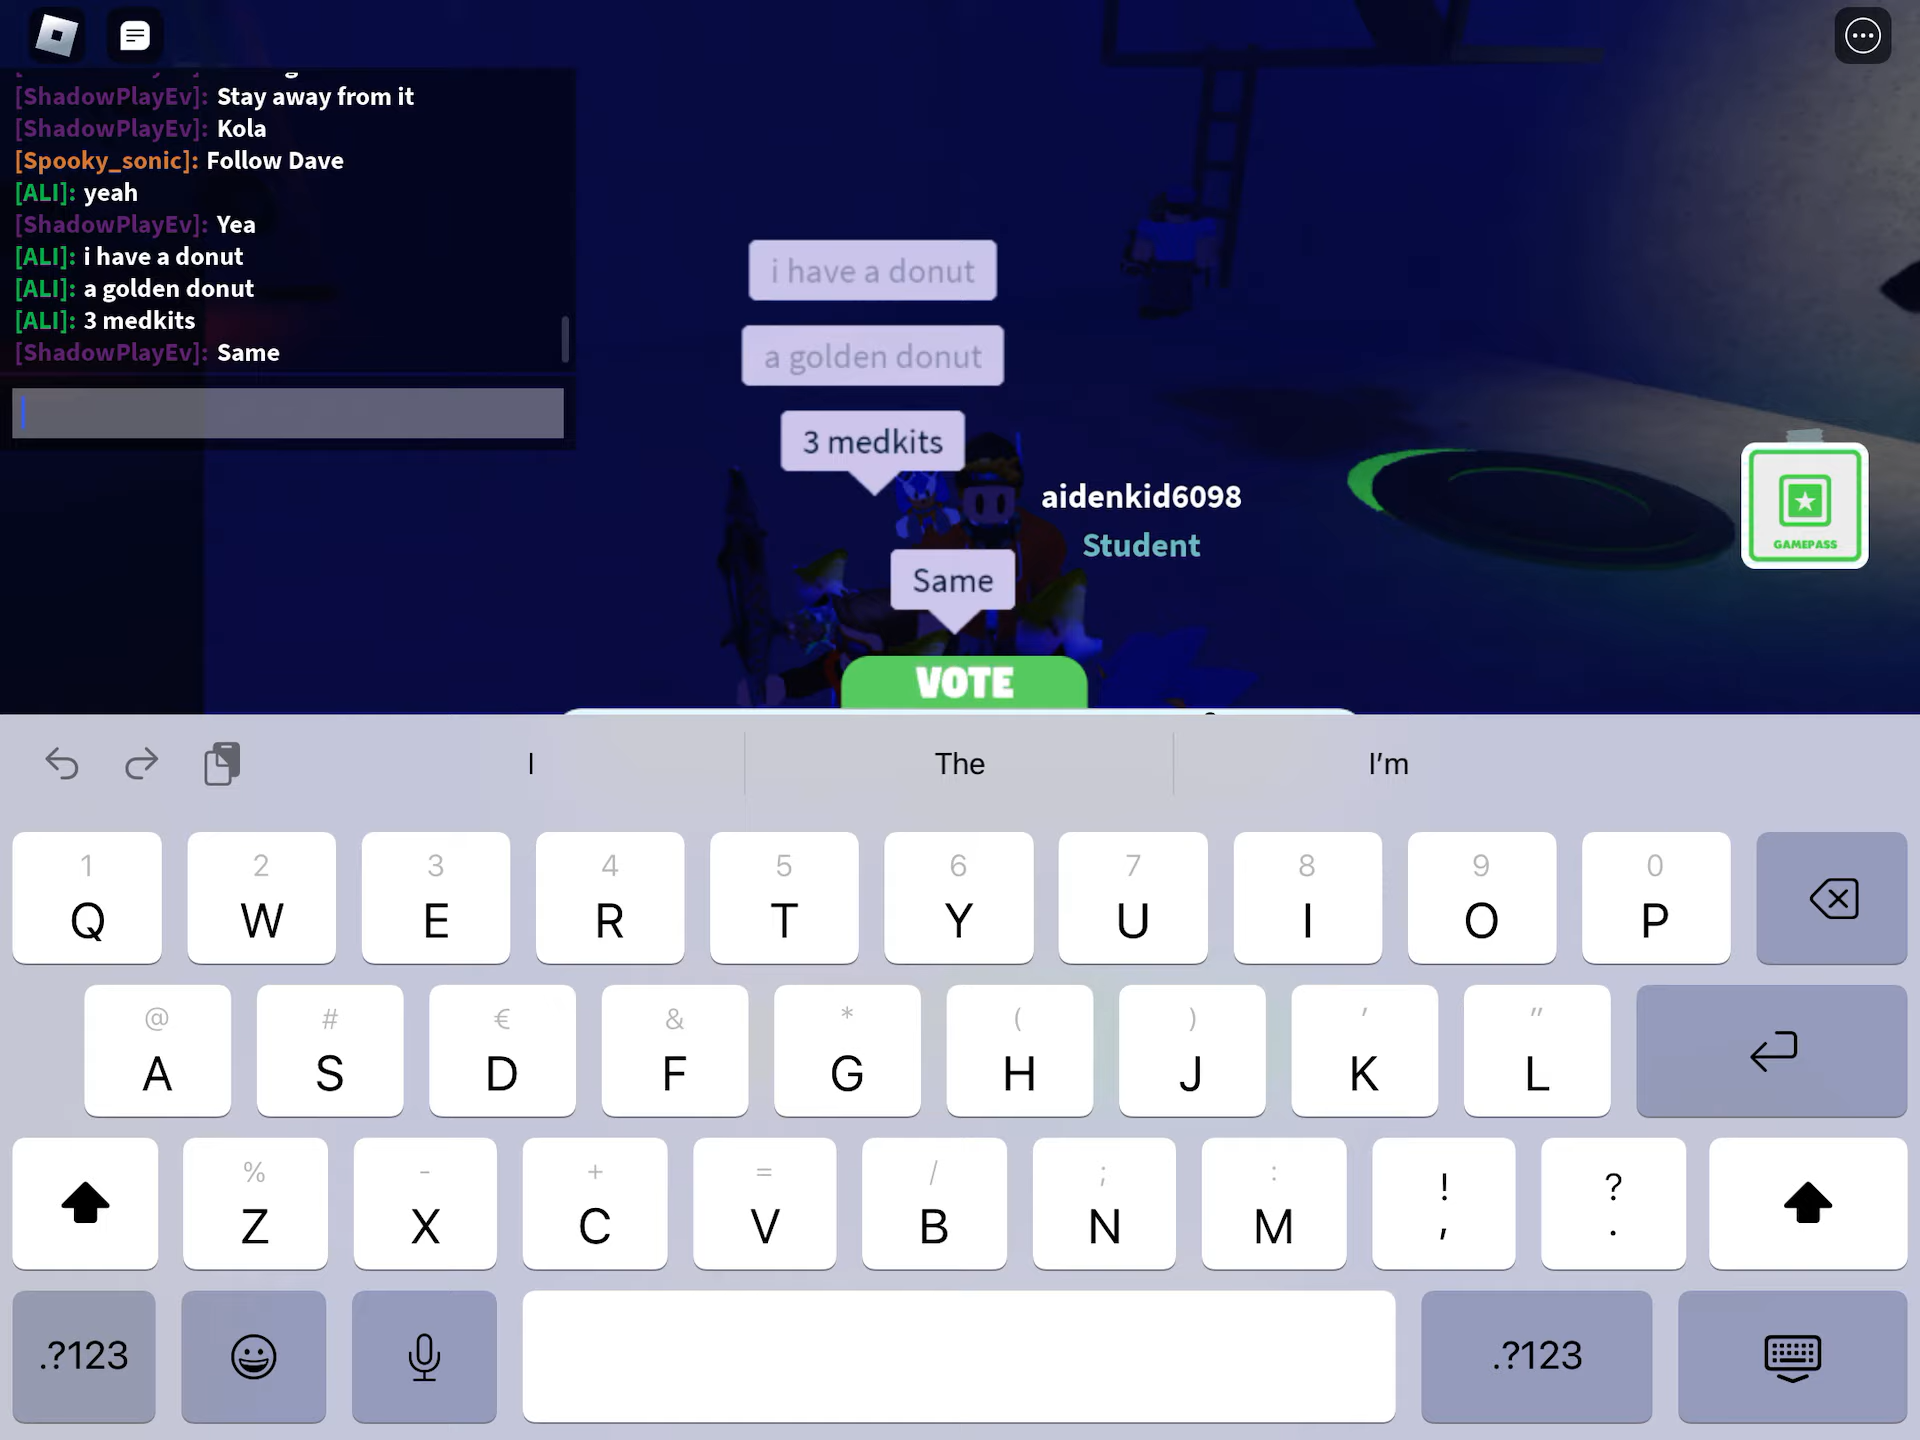 [ShadowPlayEv]: Stay away from it
[ShadowPlayEv]: Kola
[Spooky_sonic]: Follow Dave
[ALI]: yeah
[ShadowPlayEv]: Yea
[ALI]: i have a donut
[ALI]: a golden donut
[ALI]: 3 medkits
[ShadowPlayEv]: Same
i have a donut
a golden donut
3 medkits
aidenkid6098
Student
Same
GAMEPASS
VOTE
I The I’m
1 2 3 4 5 6 7 8 9 0
Q W E R T Y U I O P
@ # € & * ( ) ' "
A S D F G H J K L
% - + = / ; : ! ?
Z X C V B N M , .
.?123 .?123